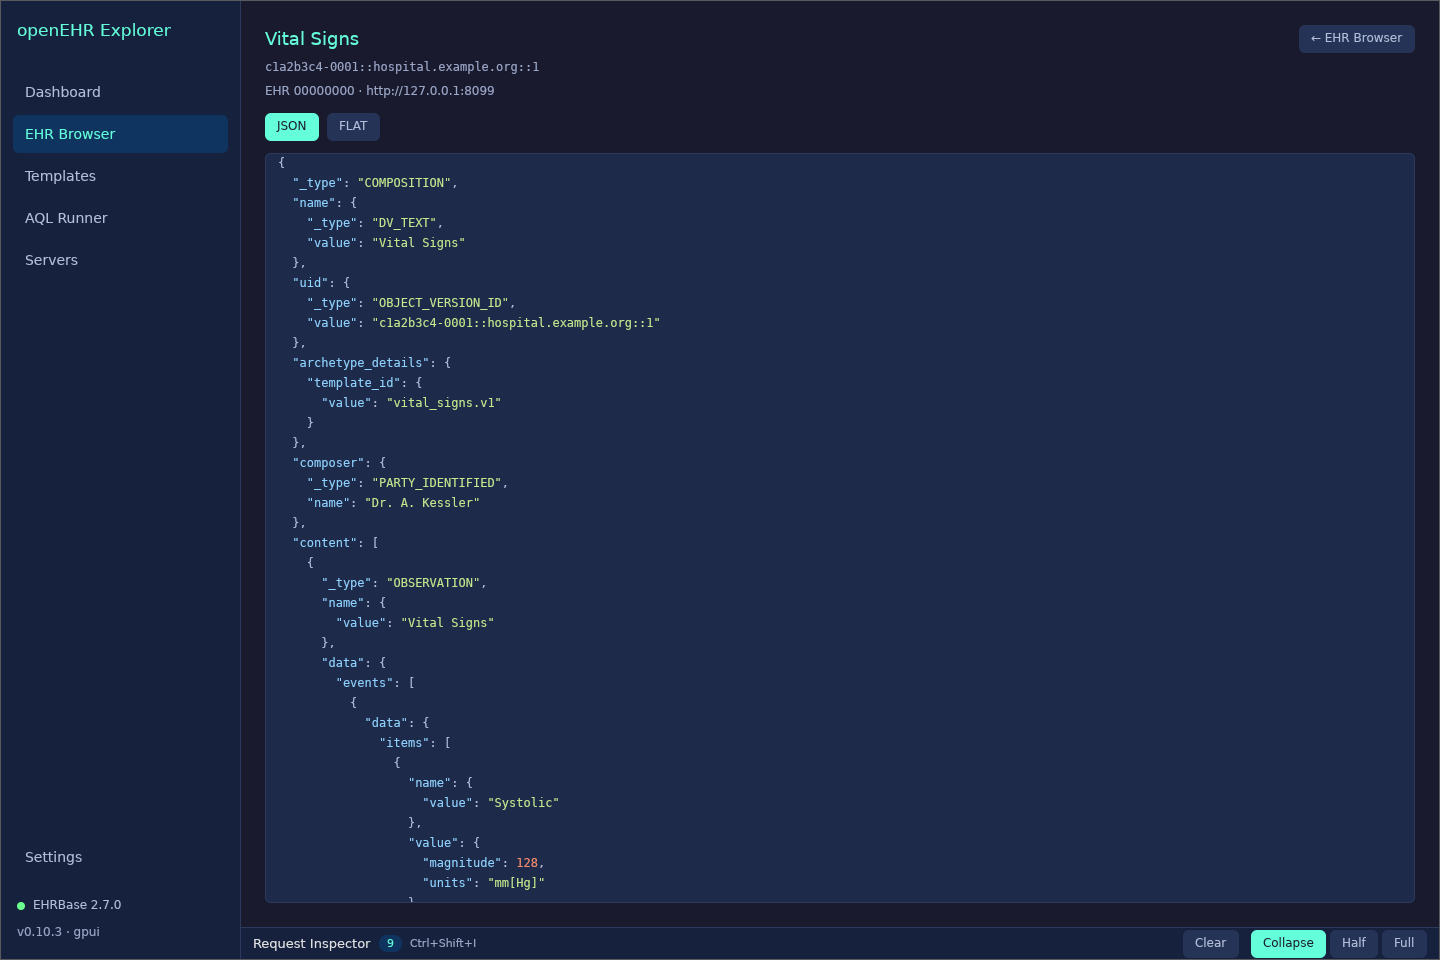 openEHR Explorer
Dashboard
EHR Browser
Templates
AQL Runner
Servers
Settings
EHRBase 2.7.0
v0.10.3 · gpui
Vital Signs
← EHR Browser
c1a2b3c4-0001::hospital.example.org::1
EHR 00000000 · http://127.0.0.1:8099
JSON
FLAT
{
  "_type": "COMPOSITION",
  "name": {
    "_type": "DV_TEXT",
    "value": "Vital Signs"
  },
  "uid": {
    "_type": "OBJECT_VERSION_ID",
    "value": "c1a2b3c4-0001::hospital.example.org::1"
  },
  "archetype_details": {
    "template_id": {
      "value": "vital_signs.v1"
    }
  },
  "composer": {
    "_type": "PARTY_IDENTIFIED",
    "name": "Dr. A. Kessler"
  },
  "content": [
    {
      "_type": "OBSERVATION",
      "name": {
        "value": "Vital Signs"
      },
      "data": {
        "events": [
          {
            "data": {
              "items": [
                {
                  "name": {
                    "value": "Systolic"
                  },
                  "value": {
                    "magnitude": 128,
                    "units": "mm[Hg]"
                  }
Request Inspector 9 Ctrl+Shift+I
Clear
Collapse
Half
Full